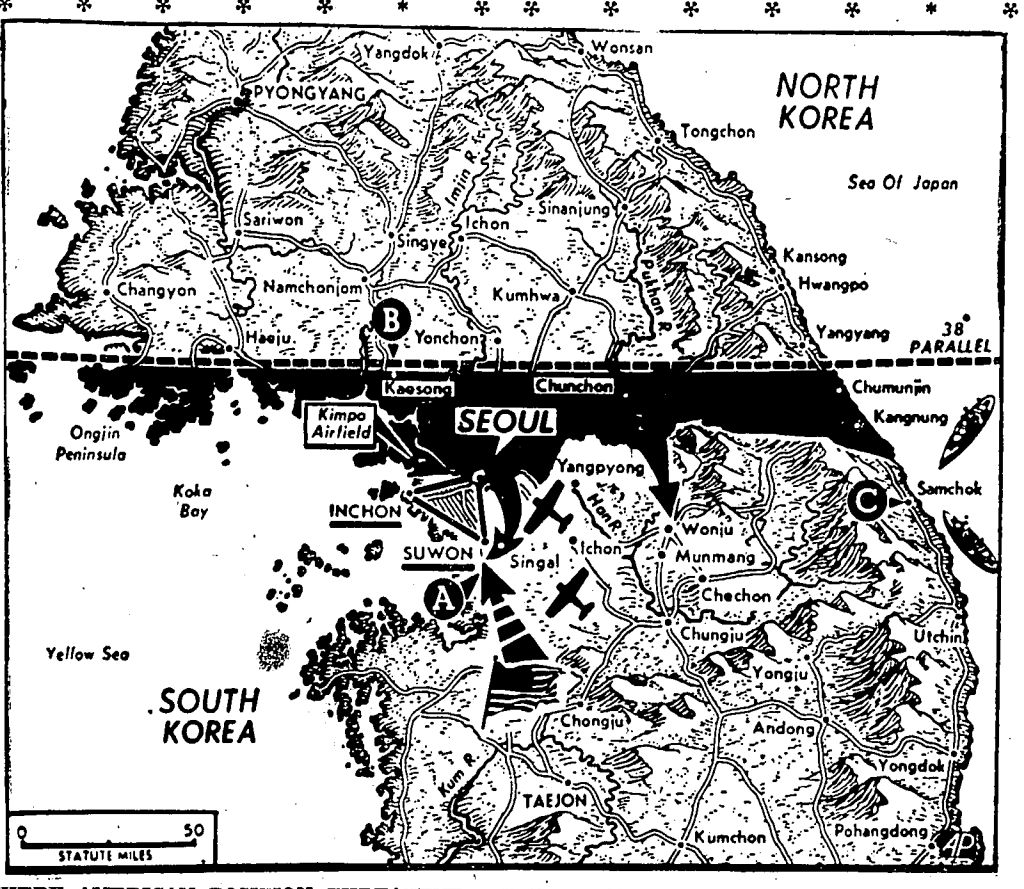 * * * * * * * * * * * * *
Yangdok
Wonsan
PYONGYANG
NORTH
KOREA
Tongchon
Imjin R.
Sea Of Japan
Sinanjung
Sariwon
Ichon
Singye
Kansong
Changyon
Namchonjom
Kumhwa
Pukhan R.
Hwangpo
B
Yonchon
Yangyang
Haeju
38°
PARALLEL
Kaesong
Chunchon
Chumunjin
Kimpo
Airfield
SEOUL
Kangnung
Ongjin
Peninsula
Yangpyong
Koka
Bay
Samchok
C
INCHON
Han R.
Wonju
SUWON
Singal
Ichon
Munmang
A
Chechon
Chungju
Utchin
Yellow Sea
Yongju
SOUTH
KOREA
Chongju
Andong
Yongdok
Kum R.
TAEJON
0 50
STATUTE MILES
Kumchon
Pohangdong
AP